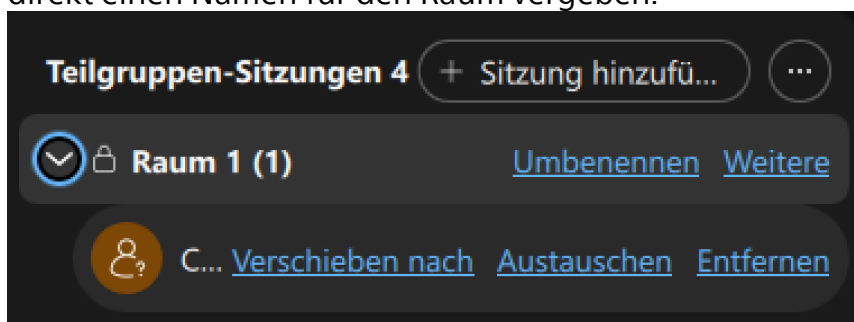 direkt einen Namen für den Raum vergeben.
Teilgruppen-Sitzungen 4 + Sitzung hinzufü... ...
Raum 1 (1) Umbenennen Weitere
C... Verschieben nach Austauschen Entfernen